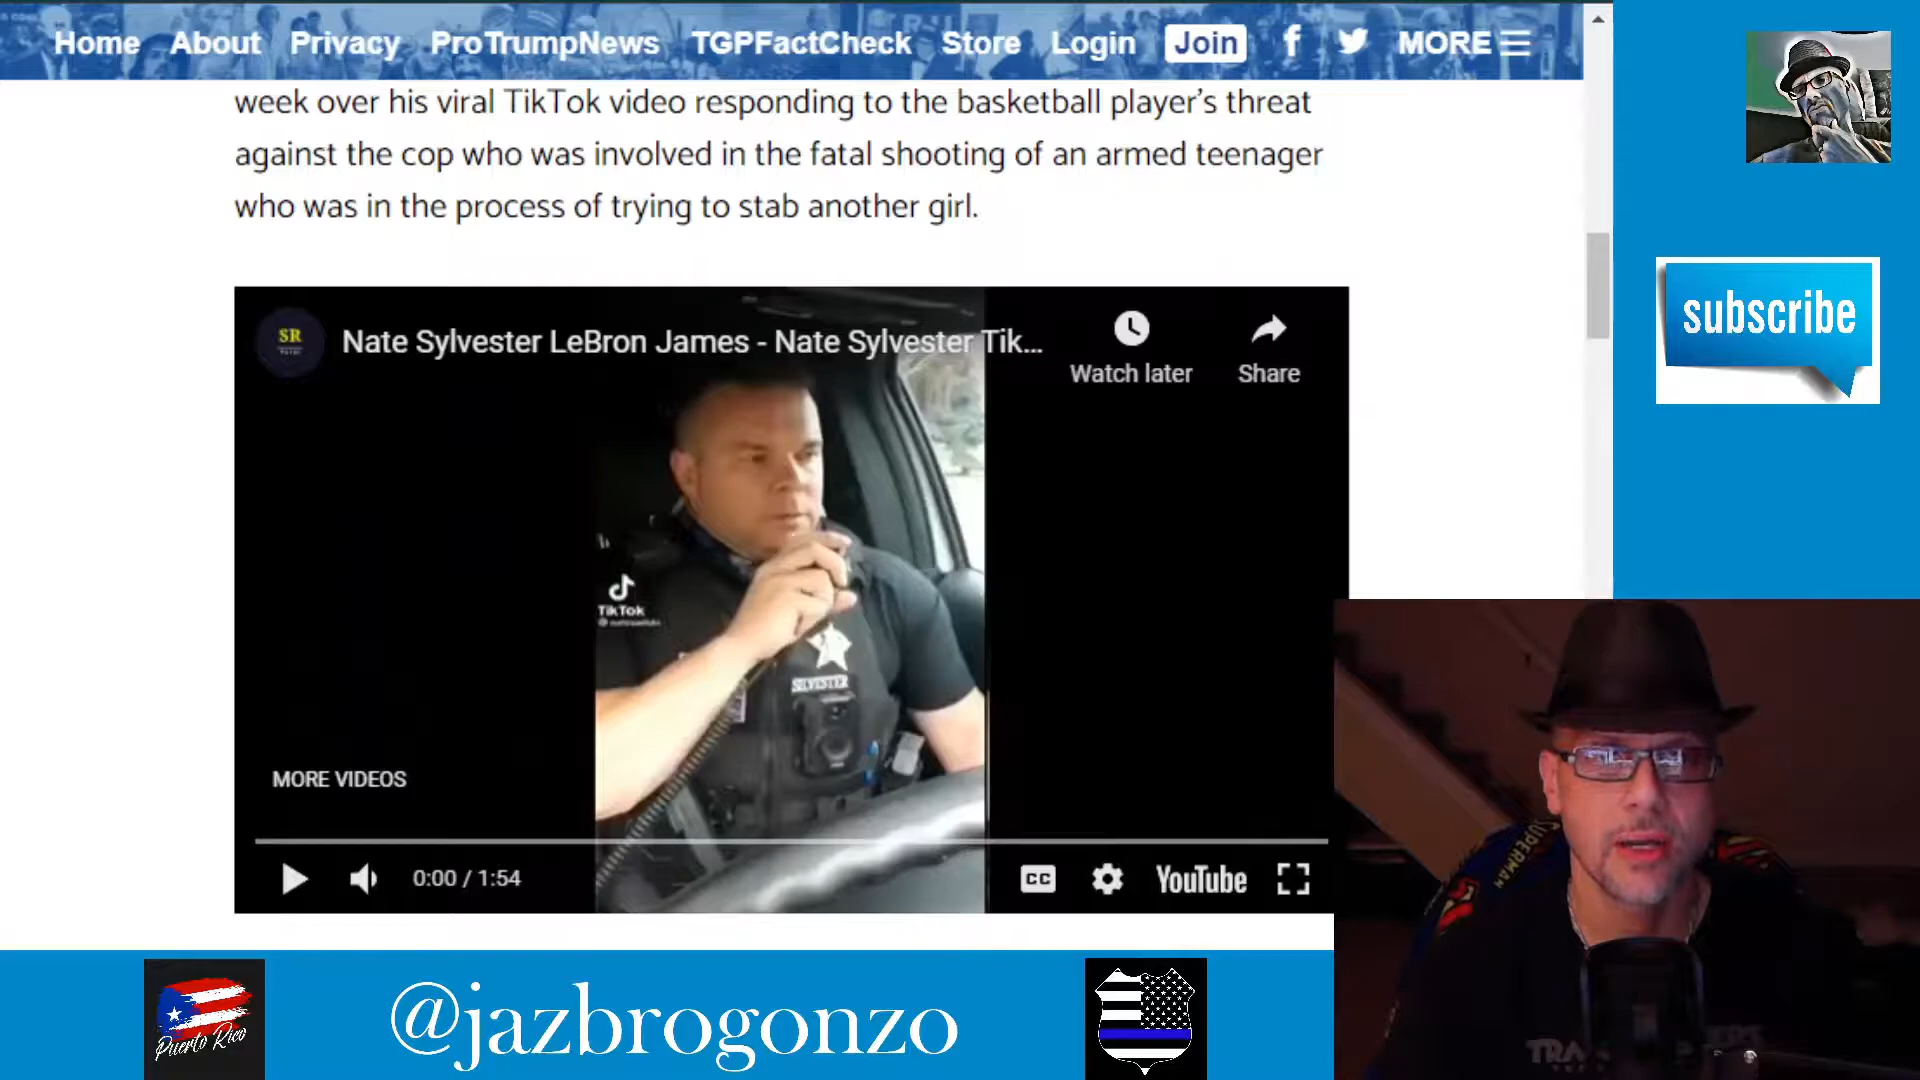 Home About Privacy ProTrumpNews TGPFactCheck Store Login Join MORE
week over his viral TikTok video responding to the basketball player's threat
against the cop who was involved in the fatal shooting of an armed teenager
who was in the process of trying to stab another girl.
subscribe
SR
Nate Sylvester LeBron James - Nate Sylvester Tik...
Watch later
Share
TikTok
SILVESTER
MORE VIDEOS
0:00 / 1:54
CC
YouTube
SUPERMAN
Puerto Rico
@jazbrogonzo